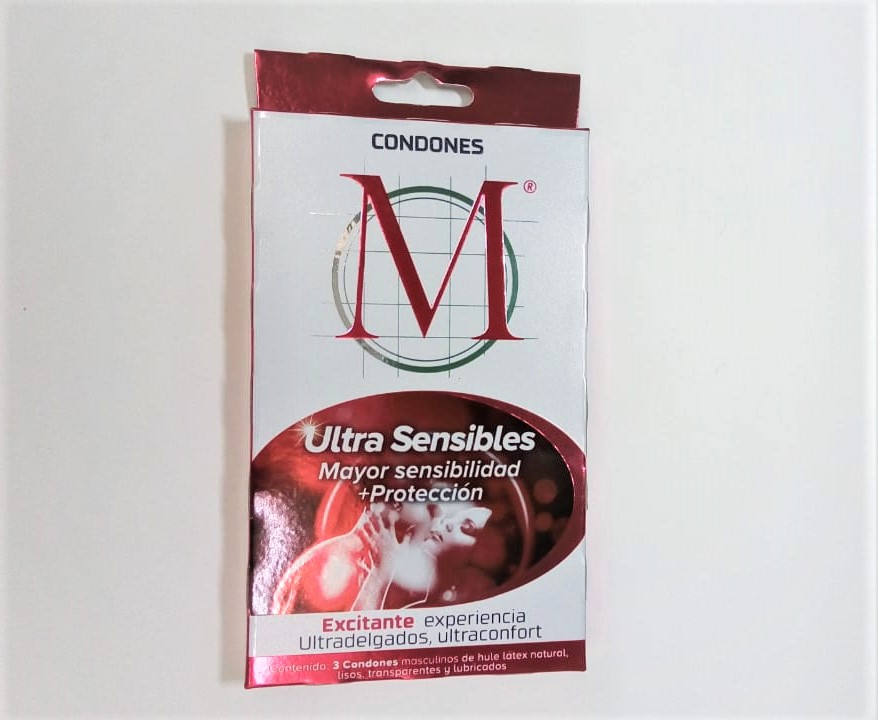 CONDONES
M®
Ultra Sensibles
Mayor sensibilidad
+Protección
Excitante experiencia
Ultradelgados, ultraconfort
Contenido: 3 Condones masculinos de hule látex natural,
lisos, transparentes y lubricados